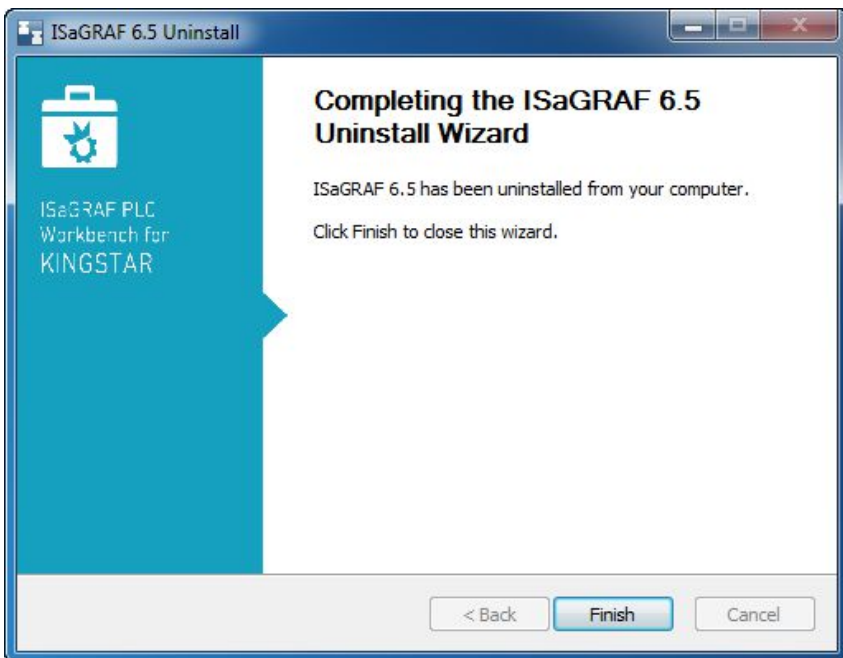 ISaGRAF 6.5 Uninstall
ISaGRAF PLC
Workbench for
KINGSTAR
Completing the ISaGRAF 6.5
Uninstall Wizard
ISaGRAF 6.5 has been uninstalled from your computer.
Click Finish to close this wizard.
< Back
Finish
Cancel